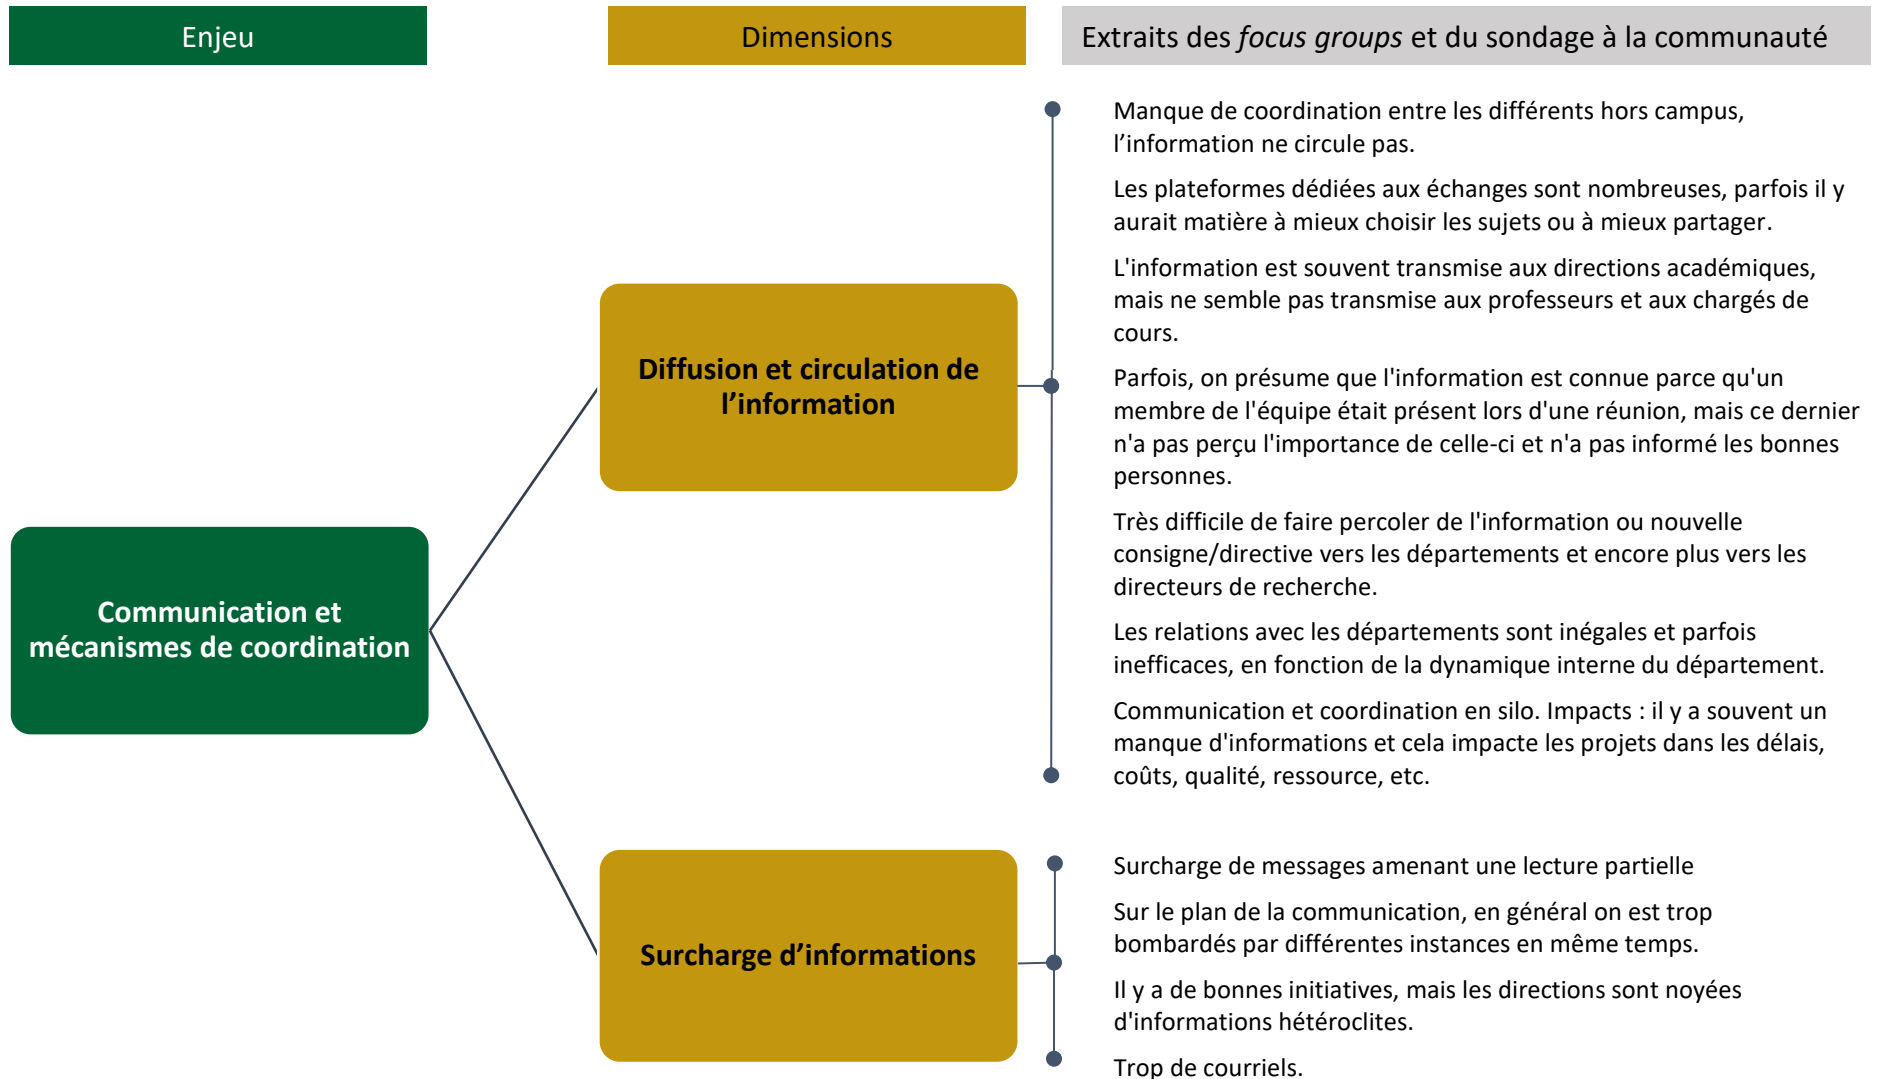 Enjeu
Dimensions
Extraits des focus groups et du sondage à la communauté
Communication et
mécanismes de coordination
Diffusion et circulation de
l’information
Manque de coordination entre les différents hors campus,
l’information ne circule pas.
Les plateformes dédiées aux échanges sont nombreuses, parfois il y
aurait matière à mieux choisir les sujets ou à mieux partager.
L'information est souvent transmise aux directions académiques,
mais ne semble pas transmise aux professeurs et aux chargés de
cours.
Parfois, on présume que l'information est connue parce qu'un
membre de l'équipe était présent lors d'une réunion, mais ce dernier
n'a pas perçu l'importance de celle-ci et n'a pas informé les bonnes
personnes.
Très difficile de faire percoler de l'information ou nouvelle
consigne/directive vers les départements et encore plus vers les
directeurs de recherche.
Les relations avec les départements sont inégales et parfois
inefficaces, en fonction de la dynamique interne du département.
Communication et coordination en silo. Impacts : il y a souvent un
manque d'informations et cela impacte les projets dans les délais,
coûts, qualité, ressource, etc.
Surcharge d’informations
Surcharge de messages amenant une lecture partielle
Sur le plan de la communication, en général on est trop
bombardés par différentes instances en même temps.
Il y a de bonnes initiatives, mais les directions sont noyées
d'informations hétéroclites.
Trop de courriels.